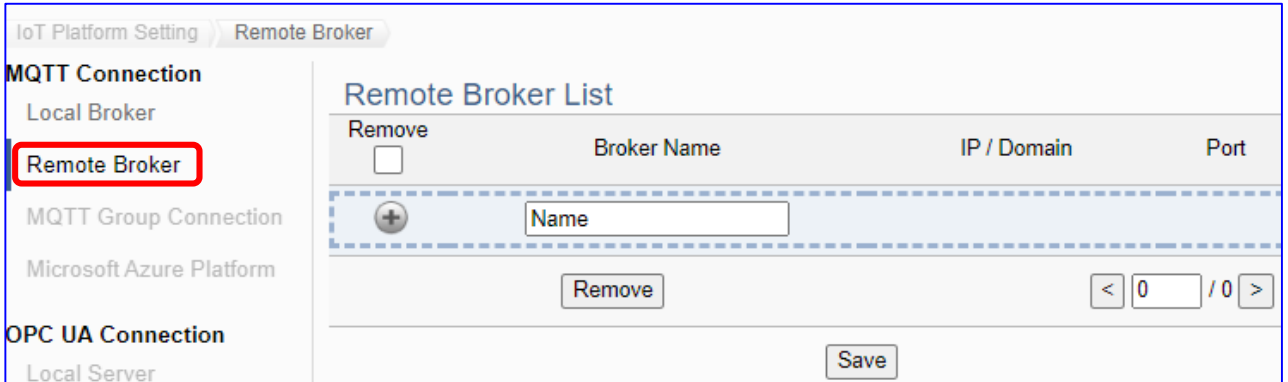 IoT Platform Setting Remote Broker
MQTT Connection
Local Broker
Remote Broker
MQTT Group Connection
Microsoft Azure Platform
OPC UA Connection
Local Server
Remote Broker List
Remove Broker Name IP / Domain Port
Name
Remove < 0 / 0 >
Save